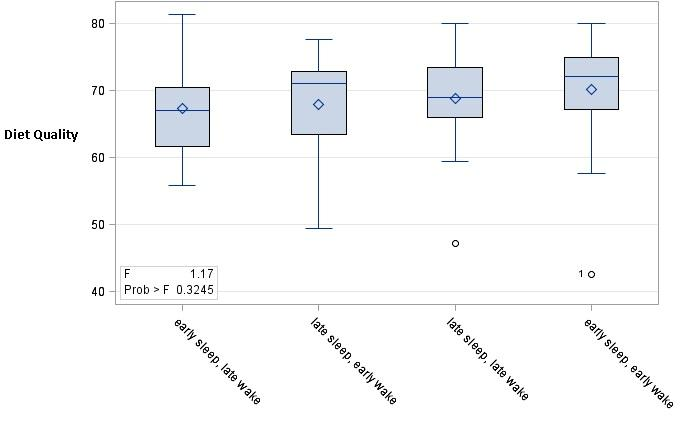 80
70
Diet Quality
60
50
1
F 1.17
Prob > F 0.3245
40
early sleep, late wake
late sleep, early wake
late sleep, late wake
early sleep, early wake